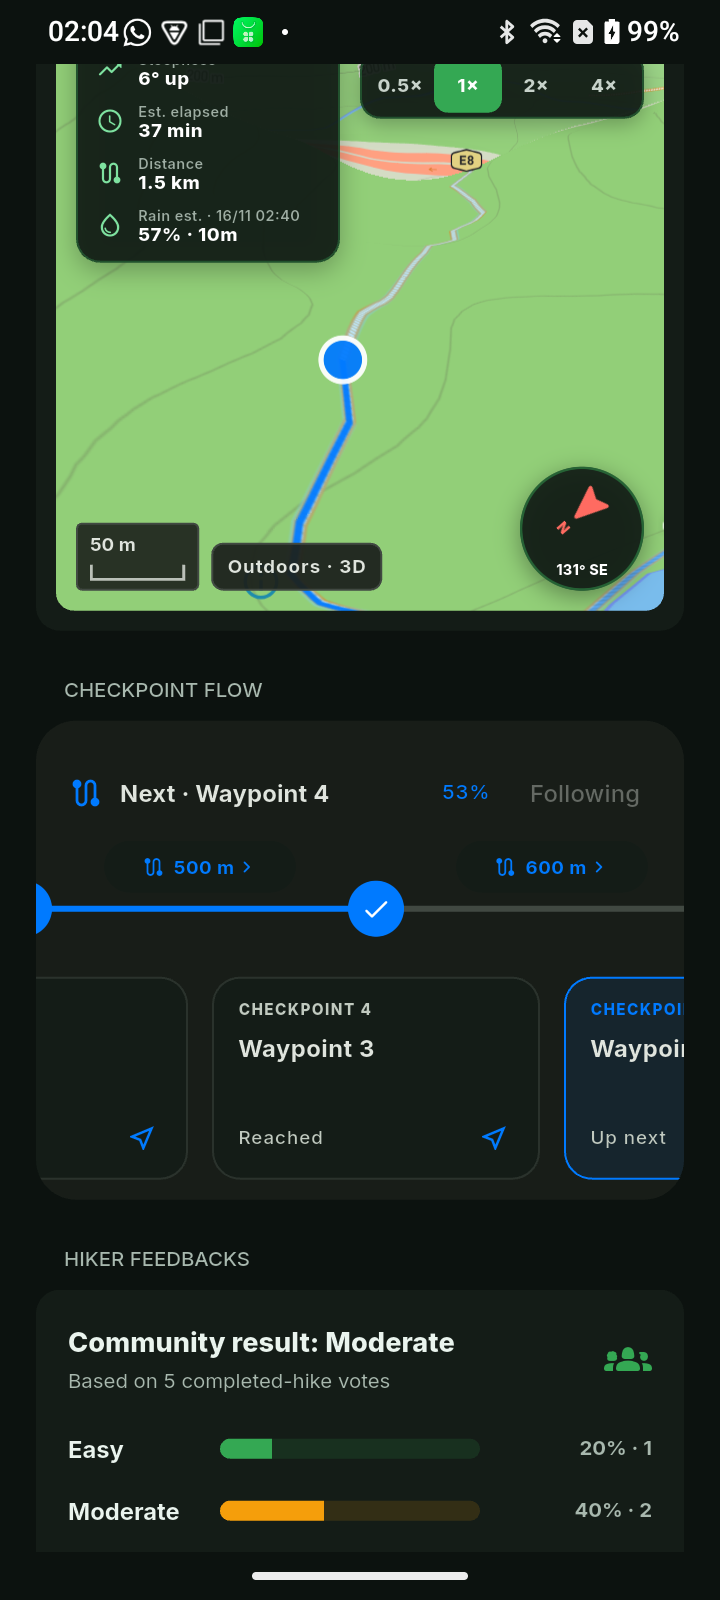 02:04
99%
6° up
Est. elapsed
37 min
Distance
1.5 km
Rain est. · 16/11 02:40
57% · 10m
0.5×
1×
2×
4×
E8
50 m
Outdoors · 3D
N
131° SE
CHECKPOINT FLOW
Next · Waypoint 4
53%
Following
500 m
600 m
CHECKPOINT 4
Waypoint 3
Reached
CHECKPOI
Waypoi
Up next
HIKER FEEDBACKS
Community result: Moderate
Based on 5 completed-hike votes
Easy
20% · 1
Moderate
40% · 2